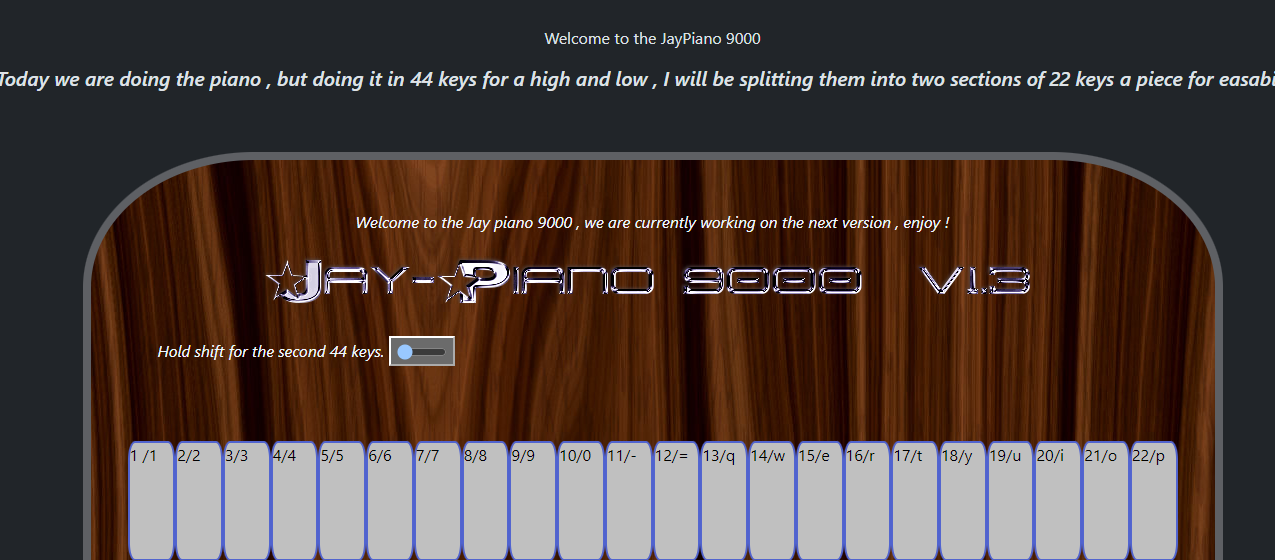 Welcome to the JayPiano 9000
Today we are doing the piano , but doing it in 44 keys for a high and low , I will be splitting them into two sections of 22 keys a piece for
Welcome to the Jay piano 9000 , we are currently working on the next version , enjoy !
Jay-Piano 9000 V1.3
Hold shift for the second 44 keys.
1 /1 2/2 3/3 4/4 5/5 6/6 7/7 8/8 9/9 10/0 11/- 12/= 13/q 14/w 15/e 16/r 17/t 18/y 19/u 20/i 21/o 22/p